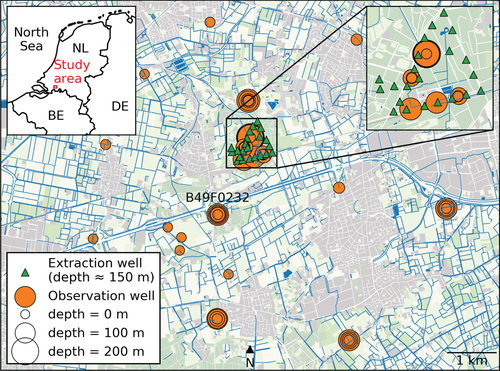 North
Sea
NL
Study
area
DE
BE
B49F0232
Extraction well
(depth ≈ 150 m)
Observation well
depth = 0 m
depth = 100 m
depth = 200 m
N
1 km